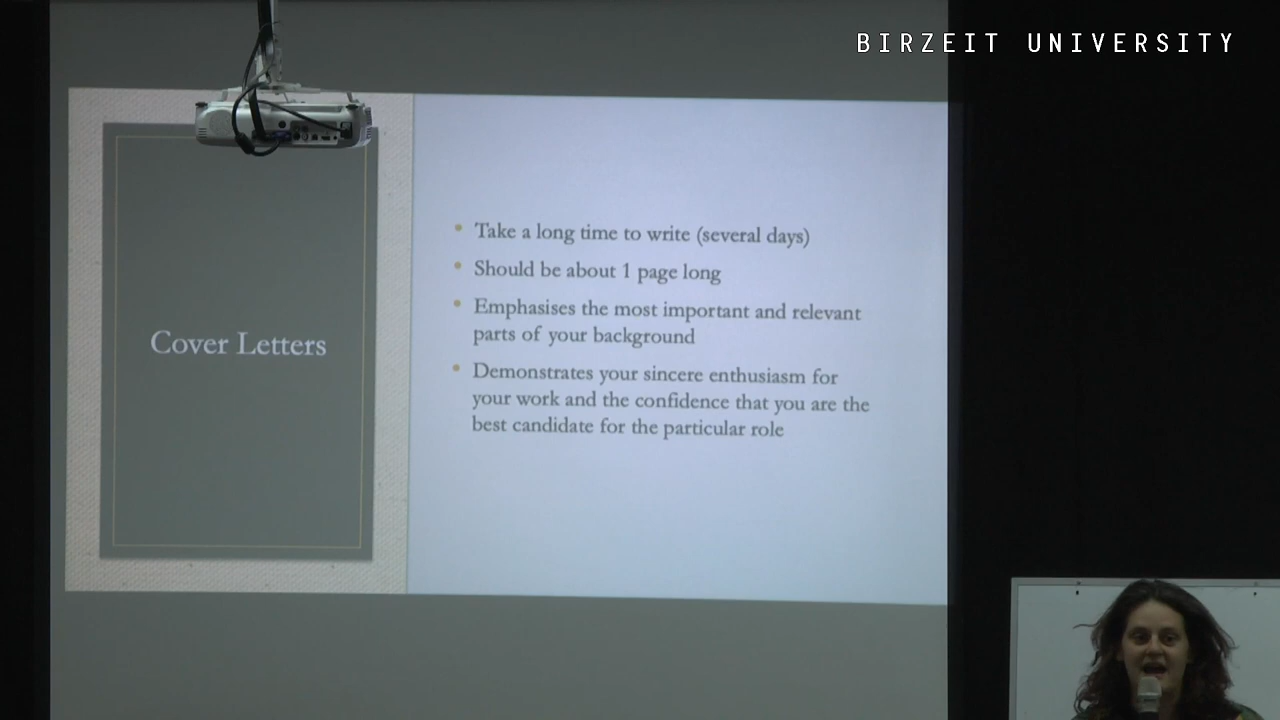 BIRZEIT UNIVERSITY
Cover Letters
Take a long time to write (several days)
Should be about 1 page long
Emphasises the most important and relevant
parts of your background
Demonstrates your sincere enthusiasm for
your work and the confidence that you are the
best candidate for the particular role